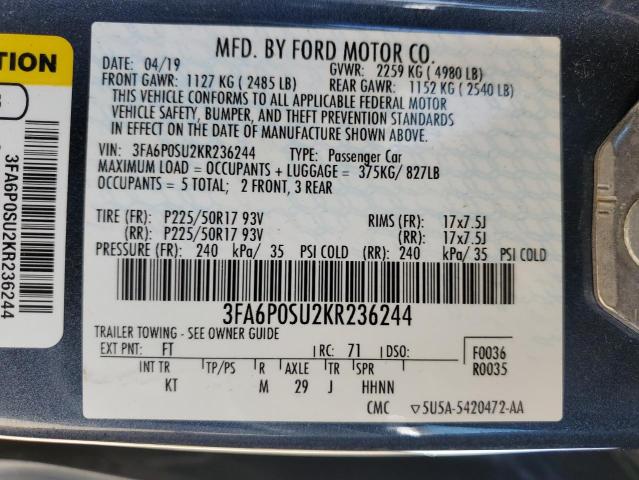 MFD. BY FORD MOTOR CO.
DATE: 04/19 GVWR: 2259 KG ( 4980 LB)
FRONT GAWR: 1127 KG ( 2485 LB) REAR GAWR: 1152 KG ( 2540 LB)
THIS VEHICLE CONFORMS TO ALL APPLICABLE FEDERAL MOTOR
VEHICLE SAFETY, BUMPER, AND THEFT PREVENTION STANDARDS
IN EFFECT ON THE DATE OF MANUFACTURE SHOWN ABOVE.
VIN: 3FA6P0SU2KR236244 TYPE: Passenger Car
MAXIMUM LOAD = OCCUPANTS + LUGGAGE = 375KG/ 827LB
OCCUPANTS = 5 TOTAL; 2 FRONT, 3 REAR
TIRE (FR): P225/50R17 93V RIMS (FR): 17x7.5J
(RR): P225/50R17 93V (RR): 17x7.5J
PRESSURE (FR): 240 kPa/ 35 PSI COLD (RR): 240 kPa/ 35 PSI COLD
3FA6P0SU2KR236244
TRAILER TOWING - SEE OWNER GUIDE
EXT PNT: FT RC: 71 DSO: F0036
R0035
INT TR TP/PS R AXLE TR SPR
KT M 29 J HHNN
CMC ▽5U5A-5420472-AA
3FA6P0SU2KR236244